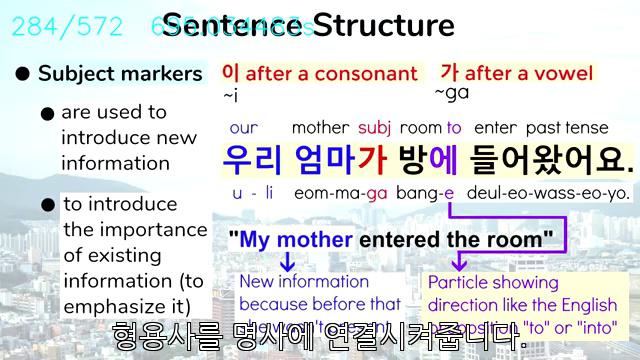 284/572
Sentence Structure
● Subject markers
● are used to
introduce new
information
● to introduce
the importance
of existing
information (to
emphasize it)
이 after a consonant
~i
가 after a vowel
~ga
our mother subj room to enter past tense
우리 엄마가 방에 들어왔어요.
u - li eom-ma-ga bang-e deul-eo-wass-eo-yo.
"My mother entered the room"
New information
because before that
Particle showing
direction like the English
"to" or "into"
형용사를 명사에 연결시켜줍니다.